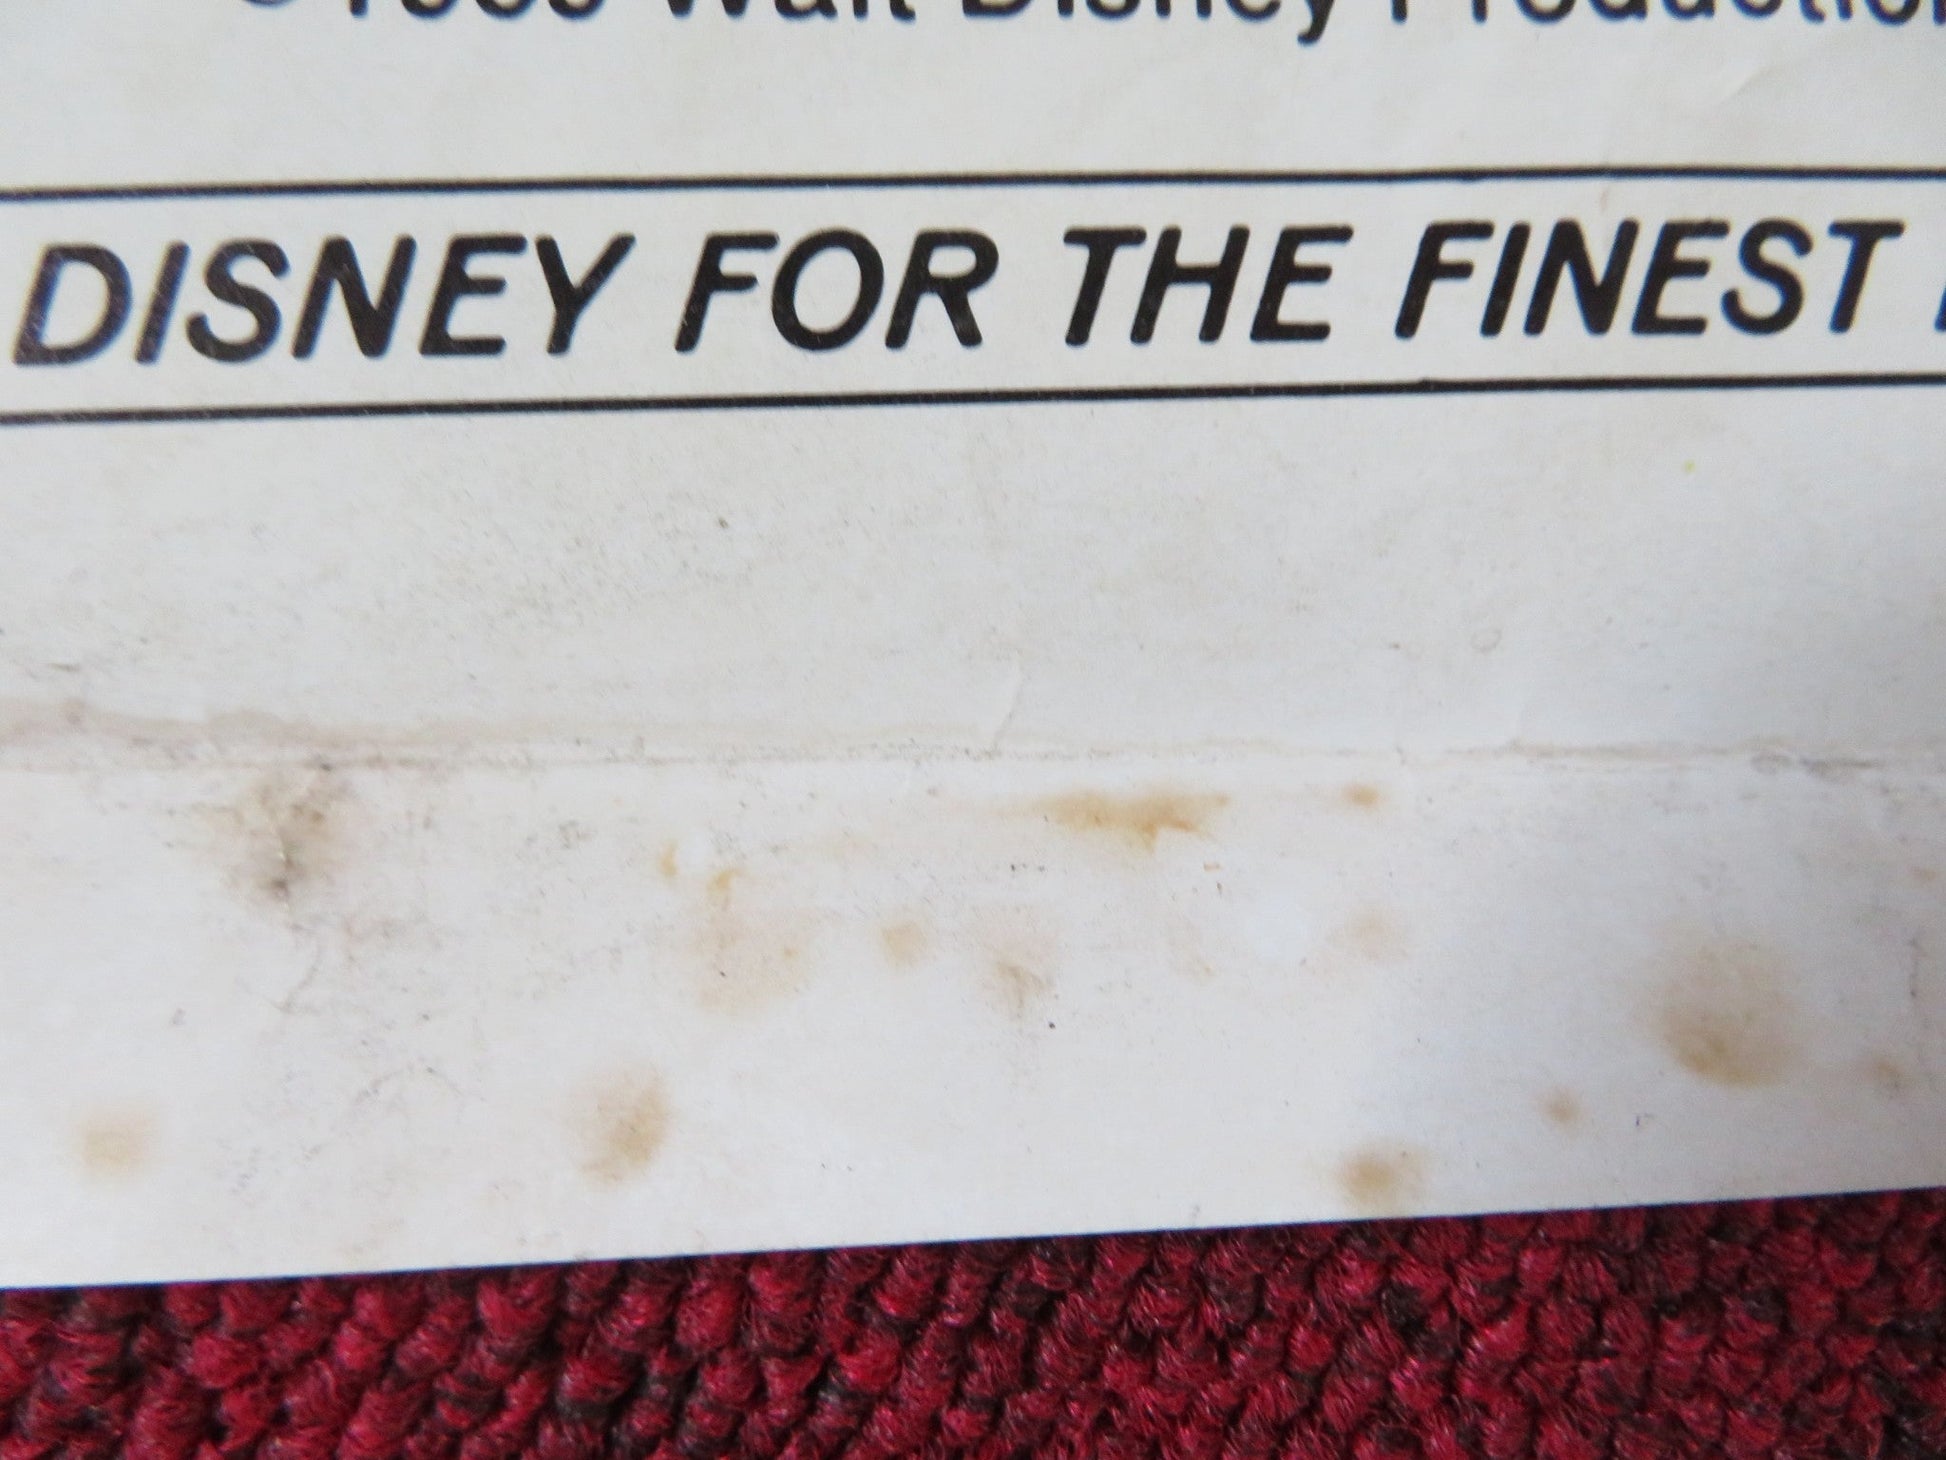 Walt Disney
DISNEY FOR THE FINEST